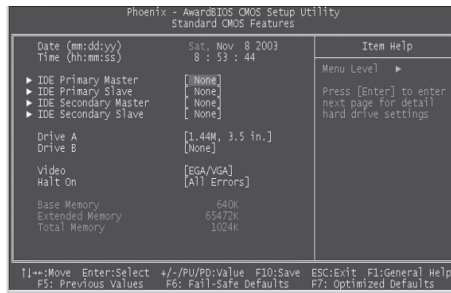 Phoenix - AwardBIOS CMOS Setup Utility
Standard CMOS Features
Date (mm:dd:yy) Sat, Nov 8 2003
Time (hh:mm:ss) 8 : 53 : 44
▶ IDE Primary Master [ None]
▶ IDE Primary Slave [ None]
▶ IDE Secondary Master [ None]
▶ IDE Secondary Slave [ None]
Drive A [1.44M, 3.5 in.]
Drive B [None]
Video [EGA/VGA]
Halt On [All Errors]
Base Memory 640K
Extended Memory 65472K
Total Memory 1024K
Item Help
Menu Level ▶
Press [Enter] to enter
next page for detail
hard drive settings
↑↓→←:Move Enter:Select +/-/PU/PD:Value F10:Save ESC:Exit F1:General Help
F5: Previous Values F6: Fail-Safe Defaults F7: Optimized Defaults